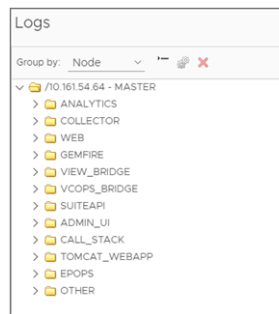 Logs
Group by: Node
/10.161.54.64 - MASTER
ANALYTICS
COLLECTOR
WEB
GEMFIRE
VIEW_BRIDGE
VCOPS_BRIDGE
SUITEAPI
ADMIN_UI
CALL_STACK
TOMCAT_WEBAPP
EPOPS
OTHER